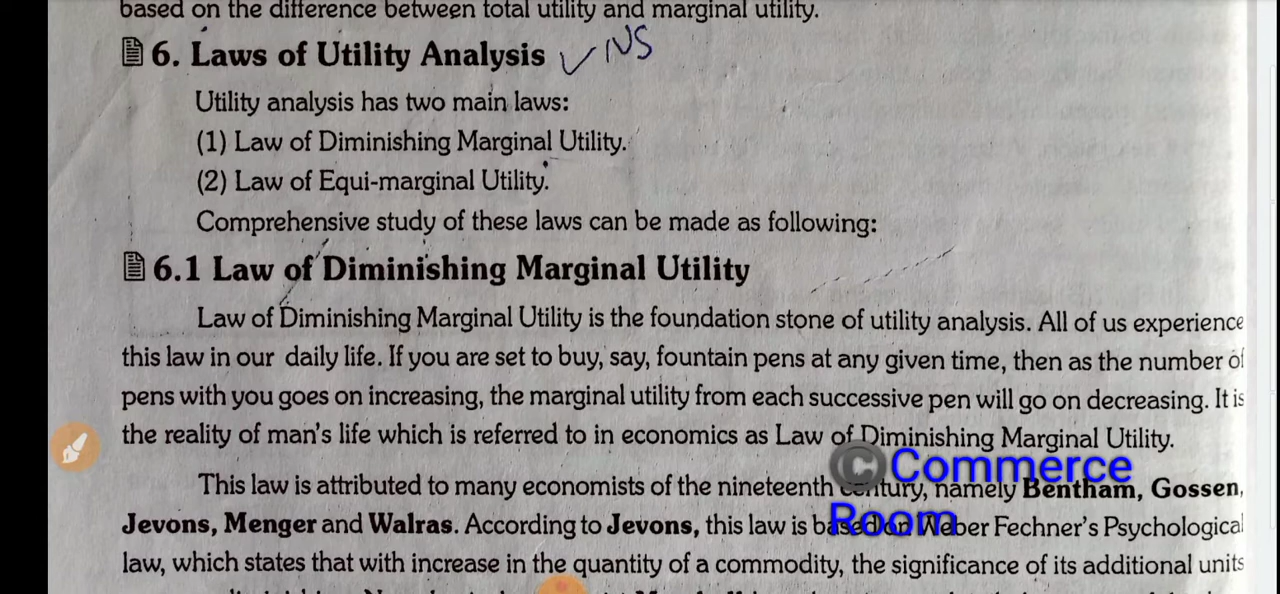 based on the difference between total utility and marginal utility.
6. Laws of Utility Analysis ✓ INS
Utility analysis has two main laws:
(1) Law of Diminishing Marginal Utility.
(2) Law of Equi-marginal Utility.
Comprehensive study of these laws can be made as following:
6.1 Law of Diminishing Marginal Utility
Law of Diminishing Marginal Utility is the foundation stone of utility analysis. All of us experience
this law in our daily life. If you are set to buy, say, fountain pens at any given time, then as the number of
pens with you goes on increasing, the marginal utility from each successive pen will go on decreasing. It is
the reality of man's life which is referred to in economics as Law of Diminishing Marginal Utility.
©Commerce
Room
This law is attributed to many economists of the nineteenth century, namely Bentham, Gossen,
Jevons, Menger and Walras. According to Jevons, this law is based on Weber Fechner's Psychological
law, which states that with increase in the quantity of a commodity, the significance of its additional units